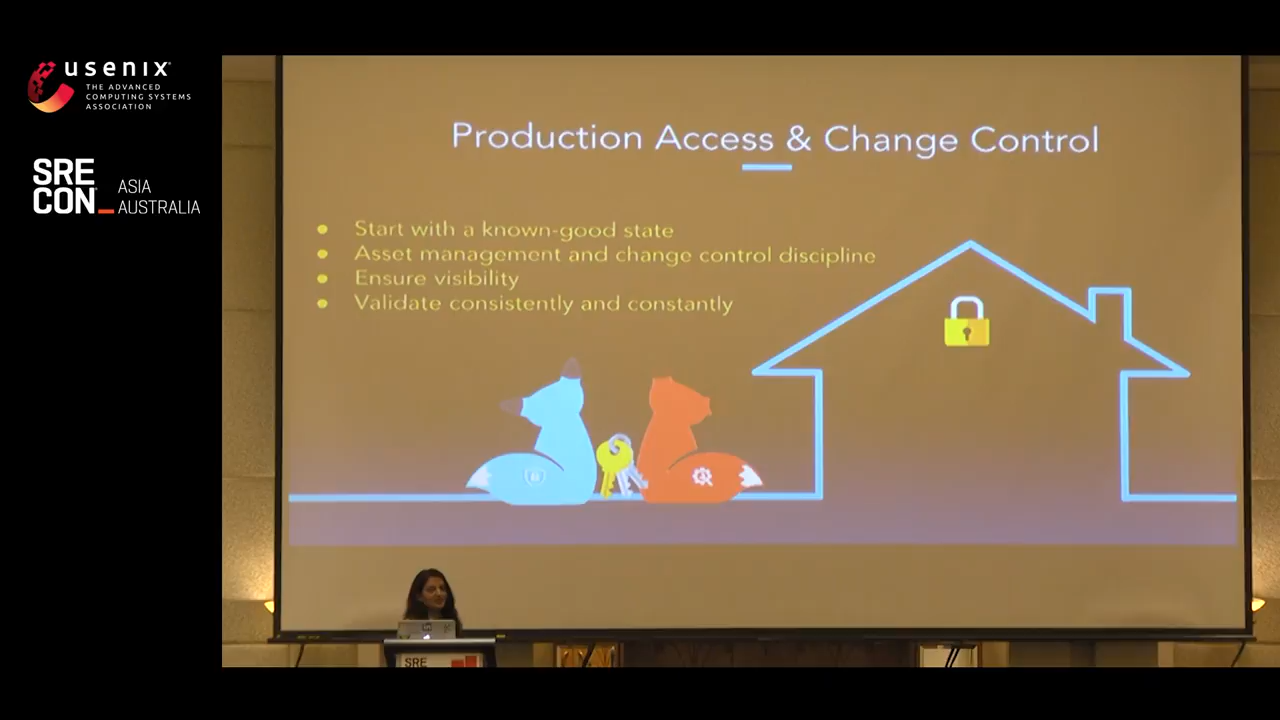 usenix
THE ADVANCED
COMPUTING SYSTEMS
ASSOCIATION
SRE
CON
ASIA
AUSTRALIA
Production Access & Change Control
Start with a known-good state
Asset management and change control discipline
Ensure visibility
Validate consistently and constantly
SRE